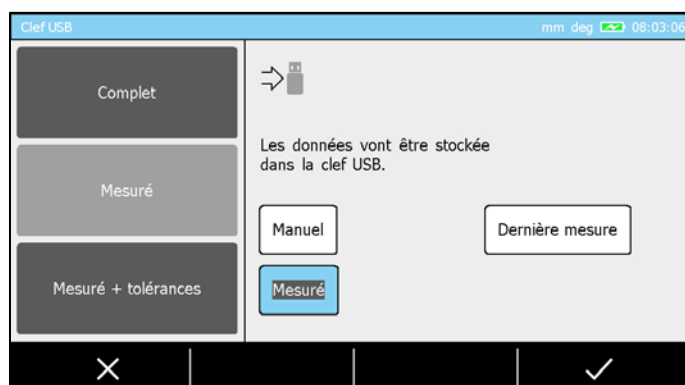 Clef USB
mm deg 08:03:06
Complet
Mesuré
Mesuré + tolérances
Les données vont être stockée
dans la clef USB.
Manuel
Dernière mesure
Mesuré